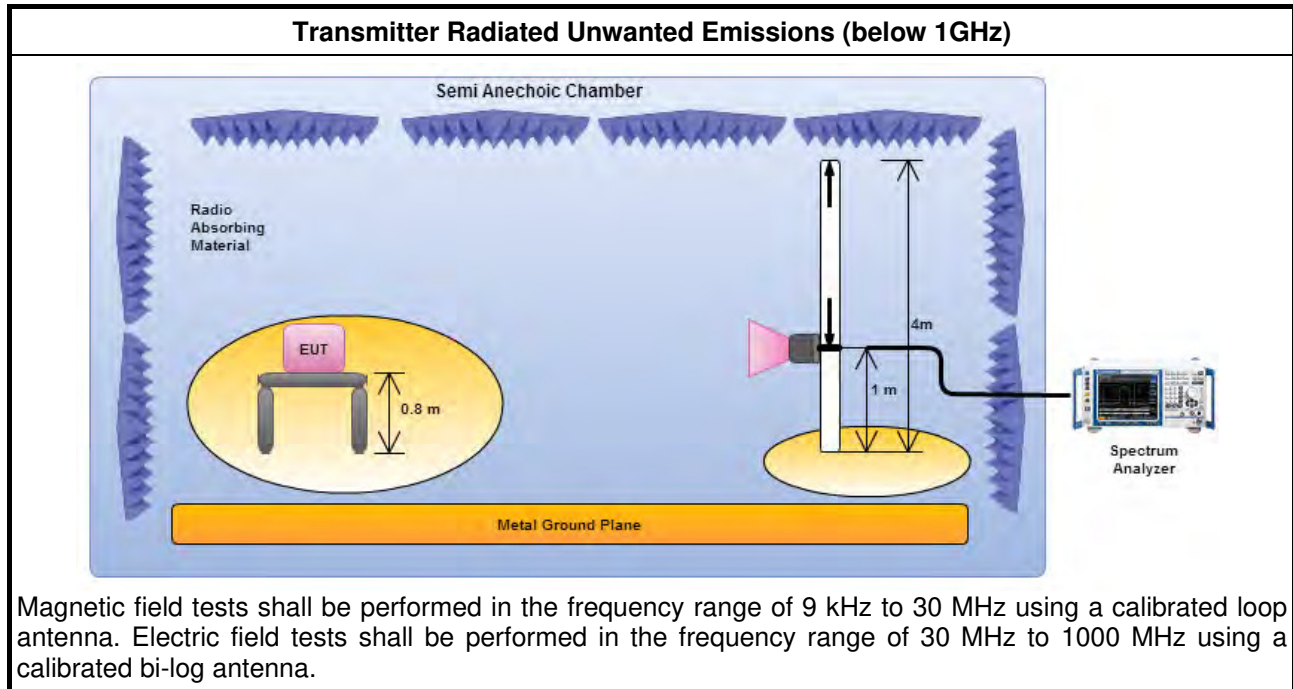 Transmitter Radiated Unwanted Emissions (below 1GHz)
Semi Anechoic Chamber
Radio
Absorbing
Material
EUT
0.8 m
4m
1 m
Spectrum
Analyzer
Metal Ground Plane
Magnetic field tests shall be performed in the frequency range of 9 kHz to 30 MHz using a calibrated loop
antenna. Electric field tests shall be performed in the frequency range of 30 MHz to 1000 MHz using a
calibrated bi-log antenna.